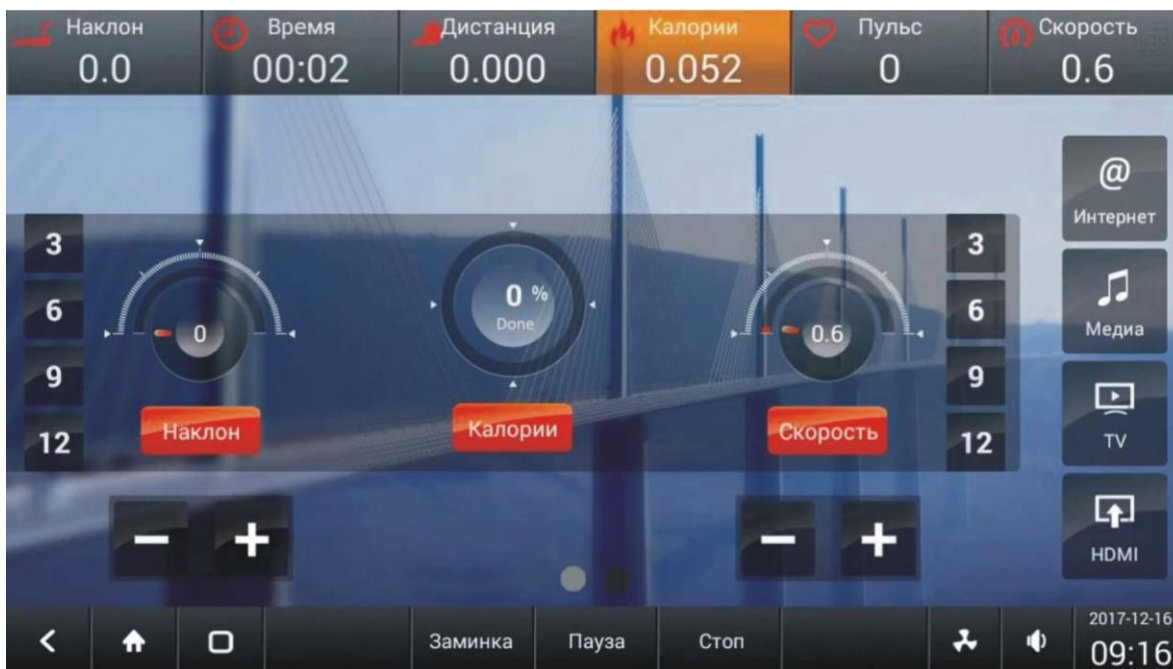 Наклон
0.0
Время
00:02
Дистанция
0.000
Калории
0.052
Пульс
0
Скорость
0.6
@
Интернет
Медиа
TV
HDMI
3
6
9
12
0
Наклон
0 %
Done
Калории
0.6
Скорость
3
6
9
12
− +
− +
Заминка
Пауза
Стоп
2017-12-16
09:16